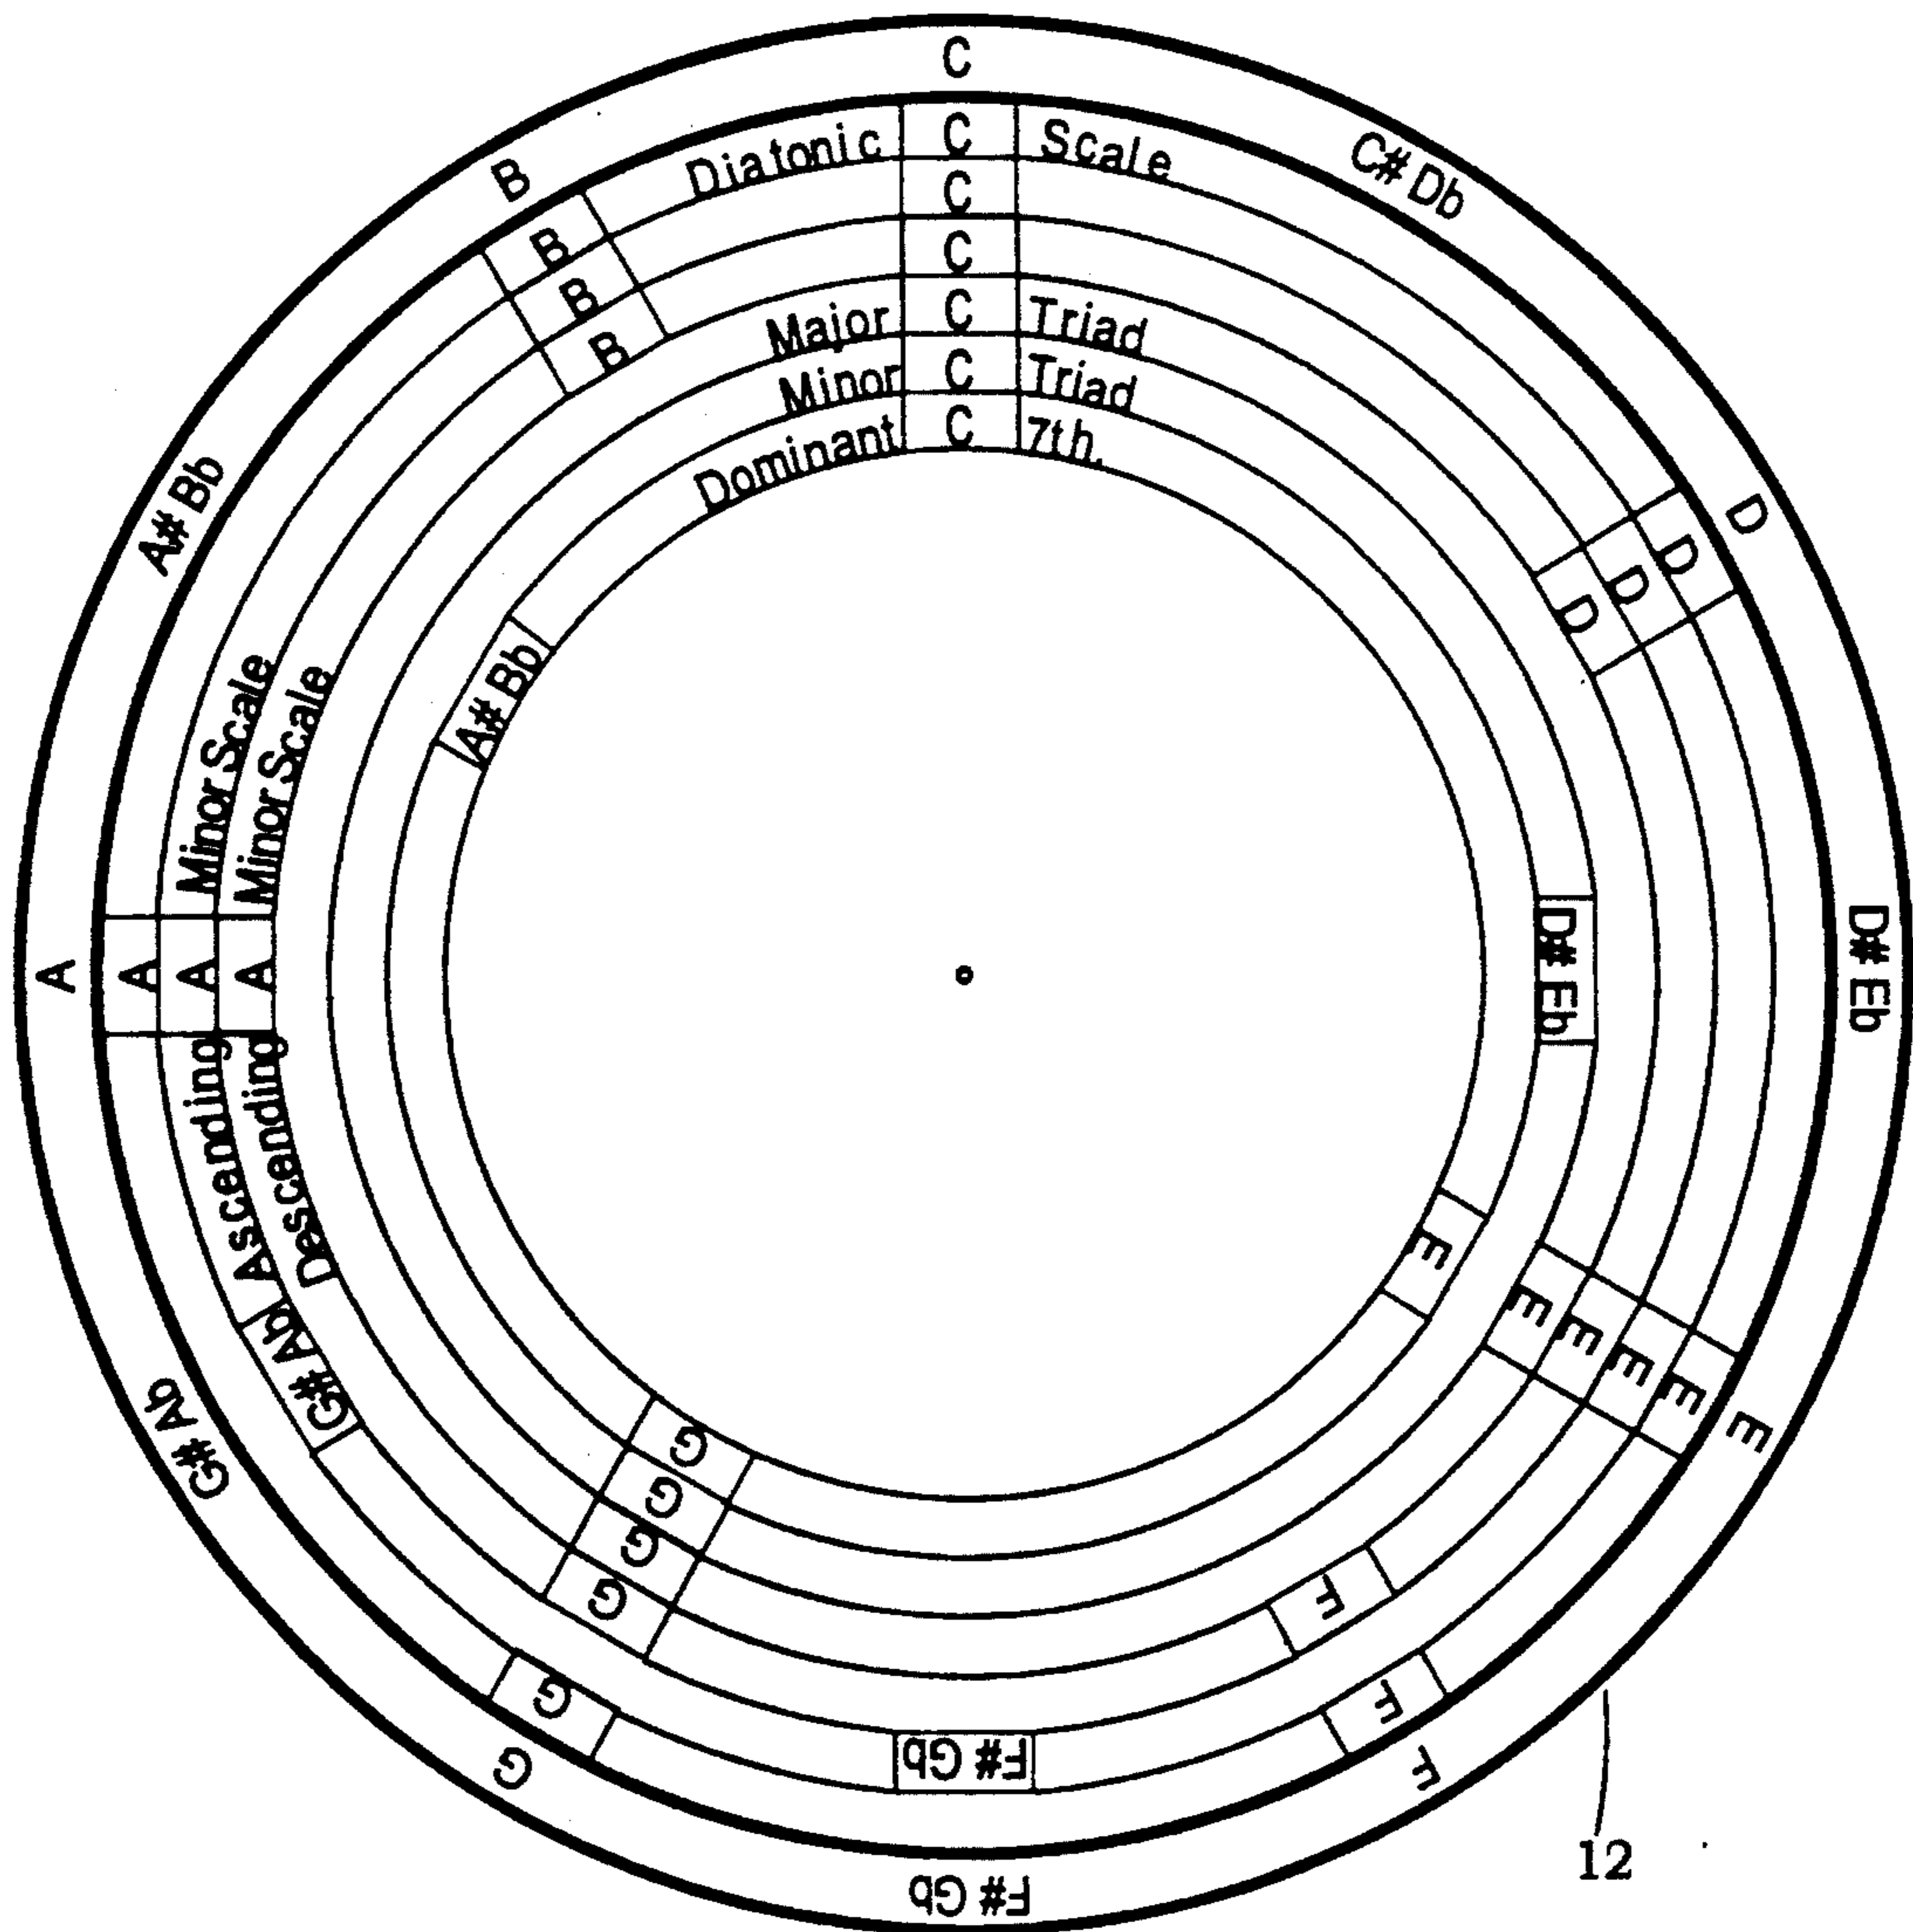 C
C# Db
D
D# Eb
E
F
F# Gb
G
G# Ab
A
A# Bb
B
Diatonic C Scale
D
E
F
G
A
B
C
D
E
F# Gb
G# Ab
Ascending A Minor Scale
B
C
D
E
F
G
Descending A Minor Scale
B
Major C Triad
E
G
Minor C Triad
D# Eb
G
Dominant C 7th.
E
G
A# Bb
12